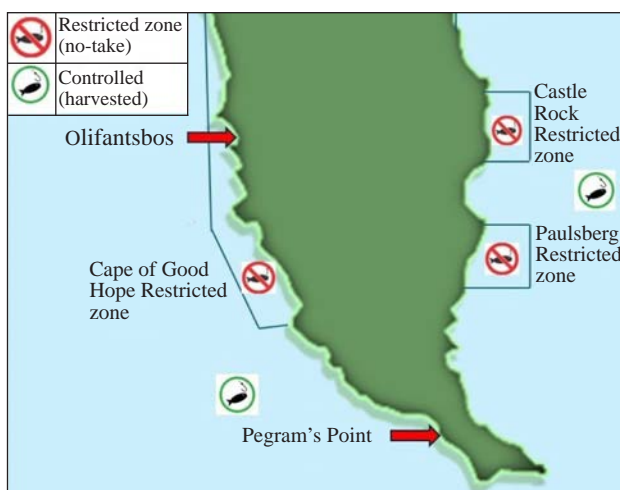 Restricted zone
(no-take)
Controlled
(harvested)
Olifantsbos
Castle
Rock
Restricted
zone
Paulsberg
Restricted
zone
Cape of Good
Hope Restricted
zone
Pegram's Point